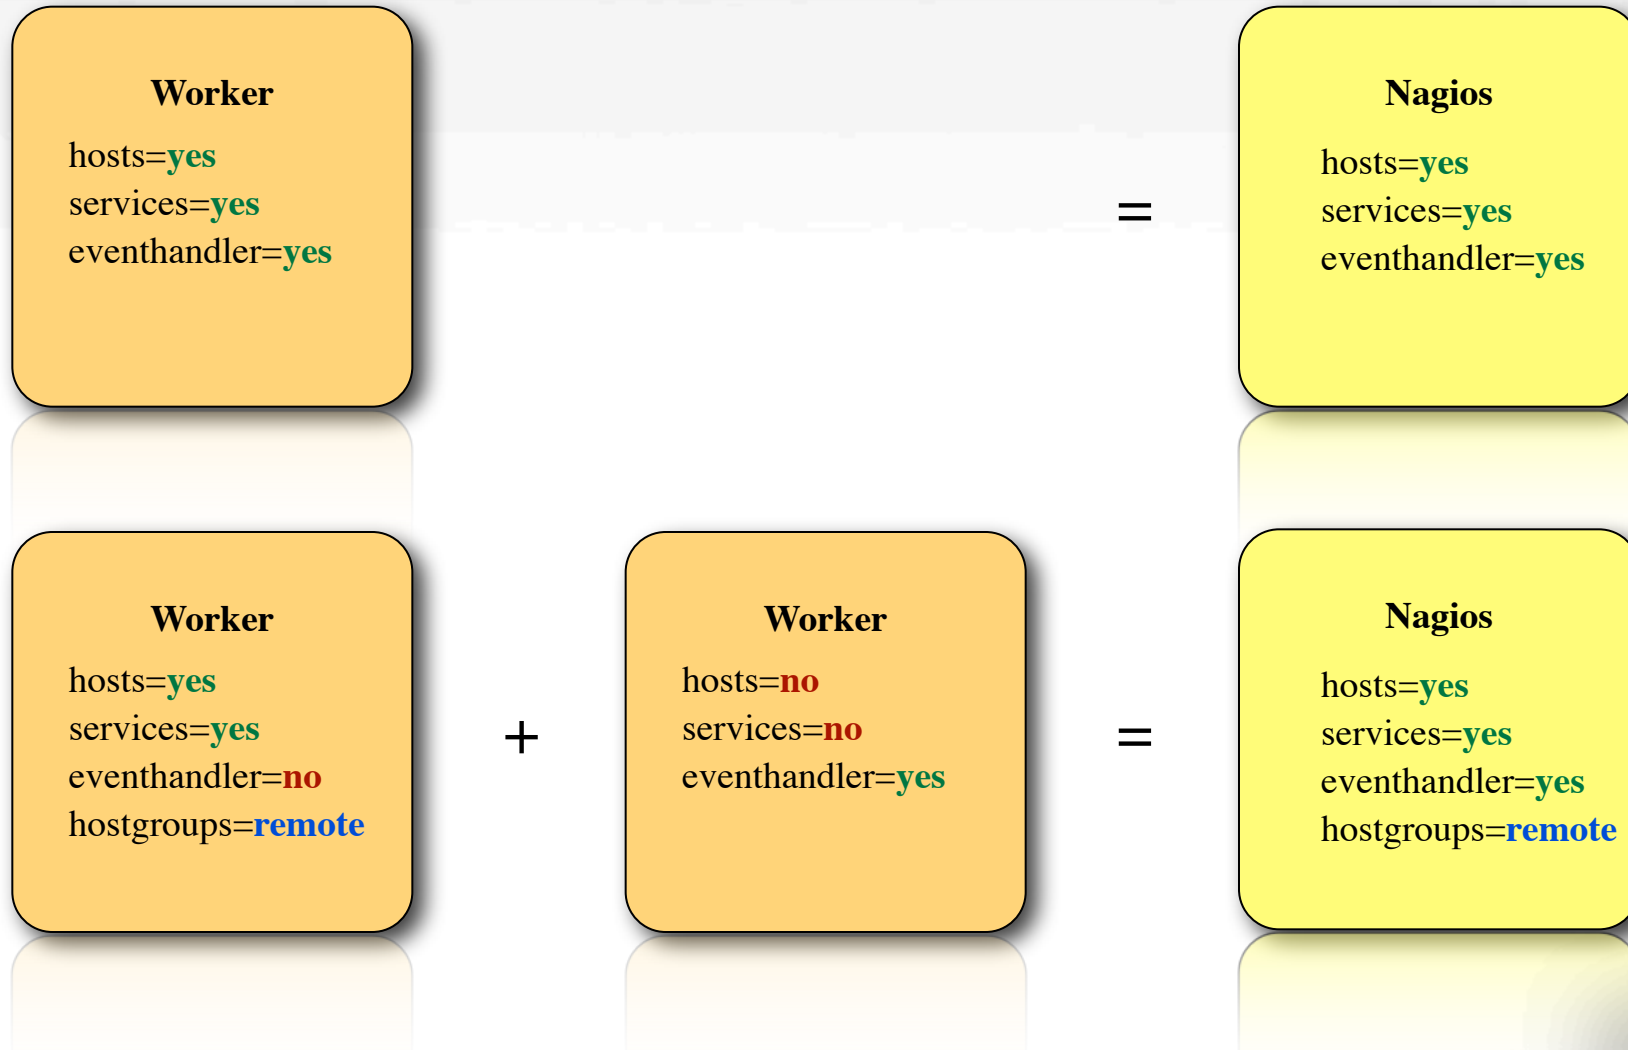 Worker
hosts=yes
services=yes
eventhandler=yes
=
Nagios
hosts=yes
services=yes
eventhandler=yes
Worker
hosts=yes
services=yes
eventhandler=no
hostgroups=remote
+
Worker
hosts=no
services=no
eventhandler=yes
=
Nagios
hosts=yes
services=yes
eventhandler=yes
hostgroups=remote